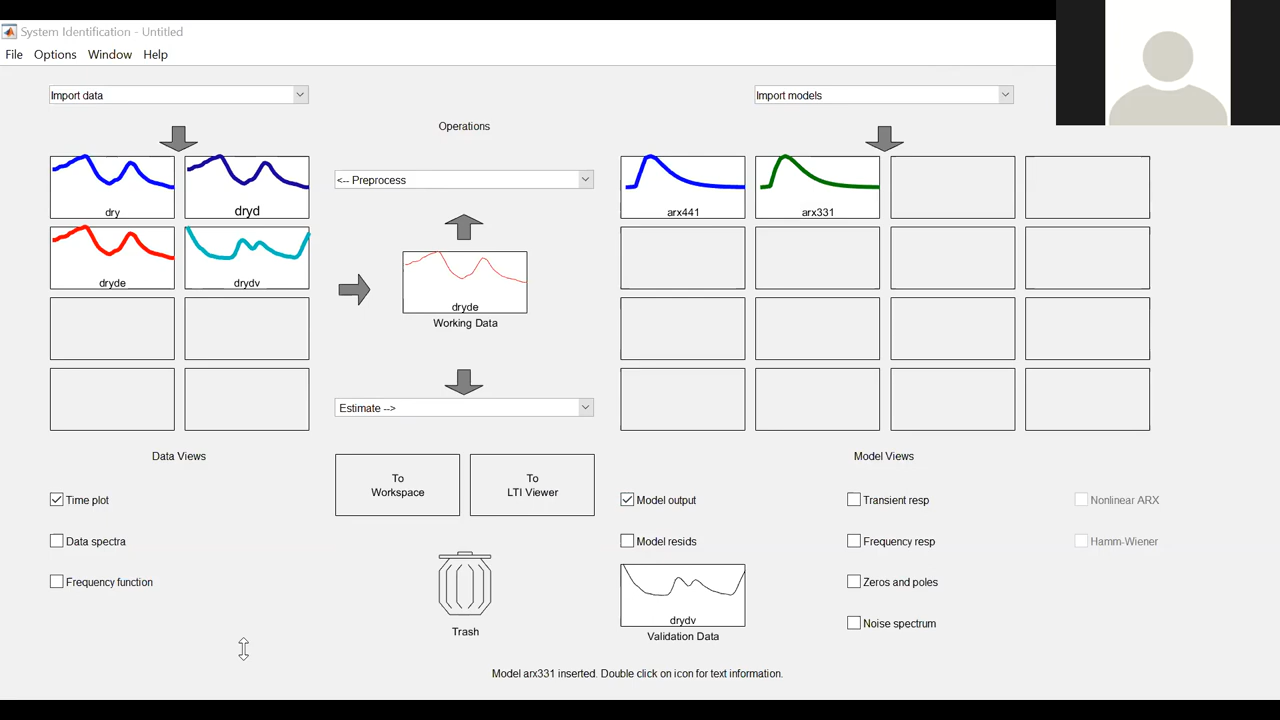 System Identification - Untitled
File Options Window Help
Import data
Import models
Operations
<-- Preprocess
dry
dryd
arx441
arx331
dryde
drydv
dryde
Working Data
Estimate -->
Data Views
Model Views
To
Workspace
To
LTI Viewer
Time plot
Model output
Transient resp
Nonlinear ARX
Data spectra
Model resids
Frequency resp
Hamm-Wiener
Frequency function
Zeros and poles
drydv
Validation Data
Noise spectrum
Trash
Model arx331 inserted. Double click on icon for text information.